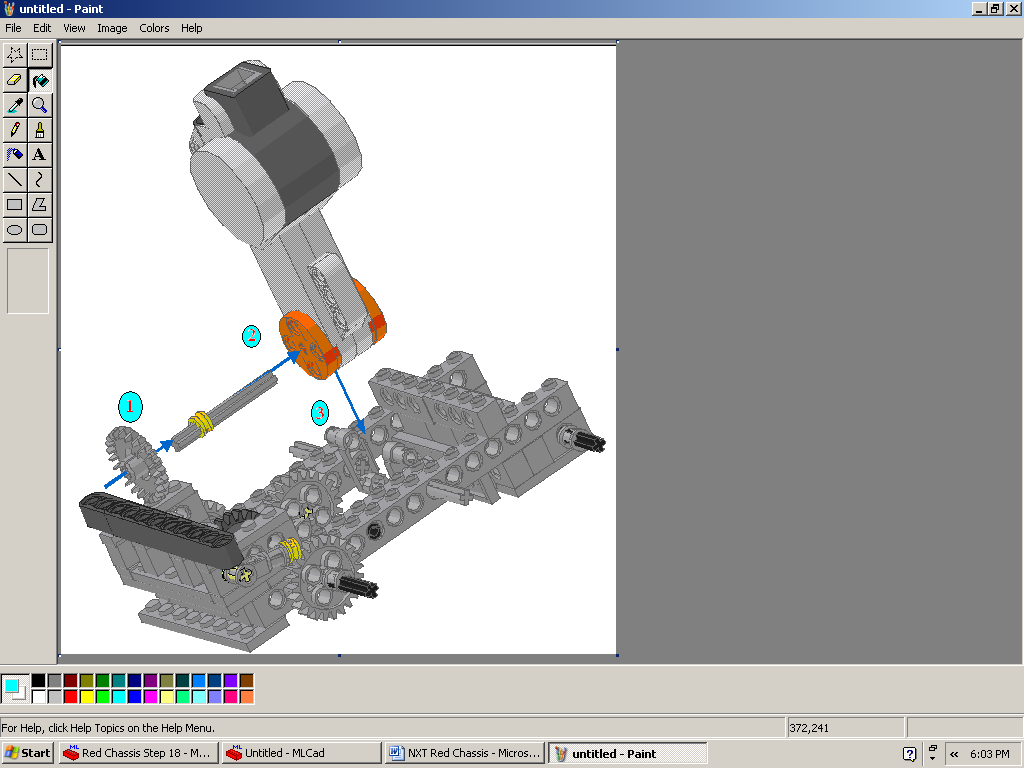 untitled - Paint
File Edit View Image Colors Help
A
2
1
3
For Help, click Help Topics on the Help Menu.
372,241
Start
ML
Red Chassis Step 18 - M...
ML
Untitled - MLCad
NXT Red Chassis - Micros...
untitled - Paint
?
«
6:03 PM